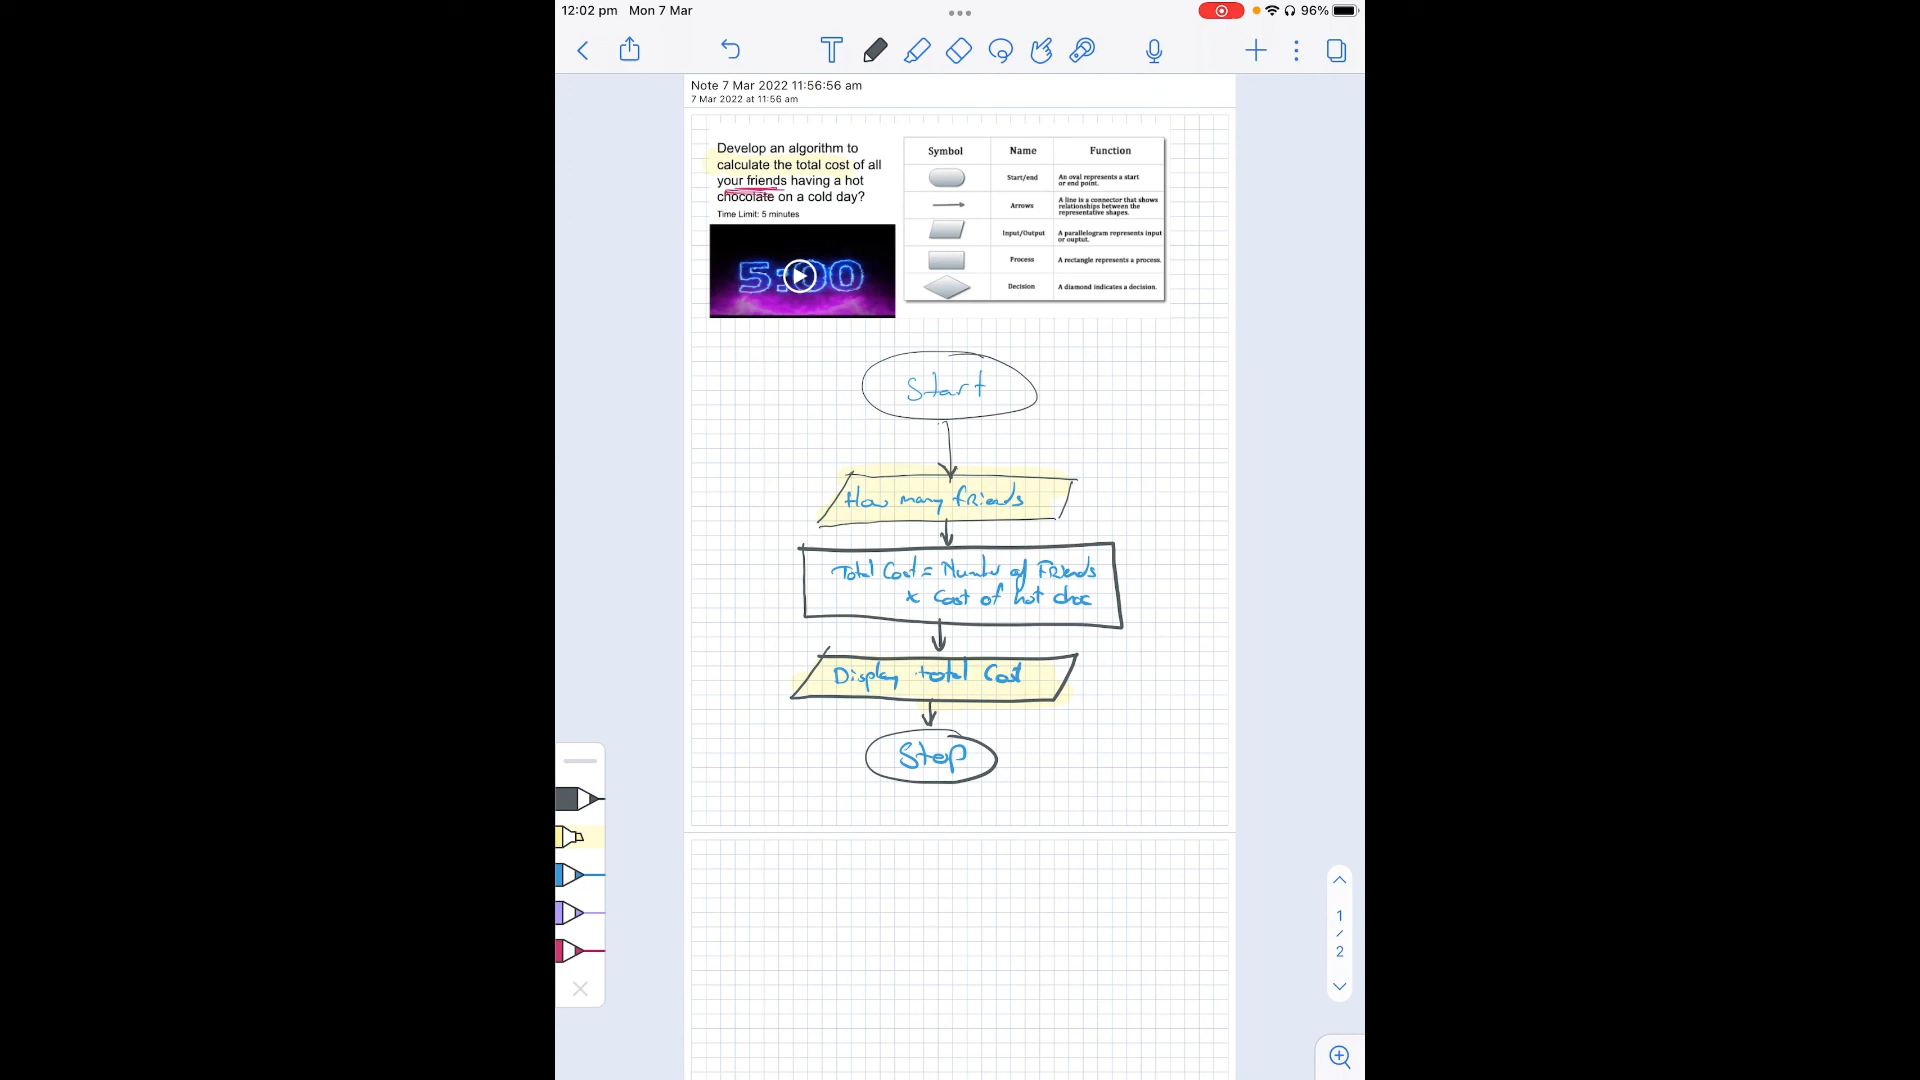 12:02 pm Mon 7 Mar
96%
Note 7 Mar 2022 11:56:56 am
7 Mar 2022 at 11:56 am
Develop an algorithm to
calculate the total cost of all
your friends having a hot
chocolate on a cold day?
Time Limit: 5 minutes
5:00
Symbol Name Function
Start/end An oval represents a start
or end point.
Arrows A line is a connector that shows
relationships between the
representative shapes.
Input/Output A parallelogram represents input
or ouptut.
Process A rectangle represents a process.
Decision A diamond indicates a decision.
Start
How many friends
Total Cost = Number of Friends
x Cost of hot choc
Display total Cost
Stop
1
/
2